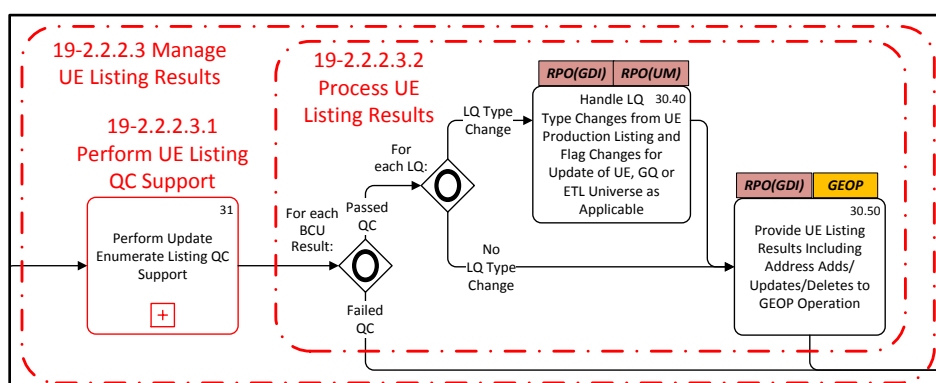 19-2.2.2.3 Manage
UE Listing Results
19-2.2.2.3.1
Perform UE Listing
QC Support
31
Perform Update
Enumerate Listing QC
Support
+
19-2.2.2.3.2
Process UE
Listing Results
For each
BCU
Result:
Passed
QC
Failed
QC
For
each LQ:
LQ Type
Change
No
LQ Type
Change
RPO(GDI) RPO(UM)
Handle LQ 30.40
Type Changes from UE
Production Listing and
Flag Changes for
Update of UE, GQ or
ETL Universe as
Applicable
RPO(GDI) GEOP
30.50
Provide UE Listing
Results Including
Address Adds/
Updates/Deletes to
GEOP Operation